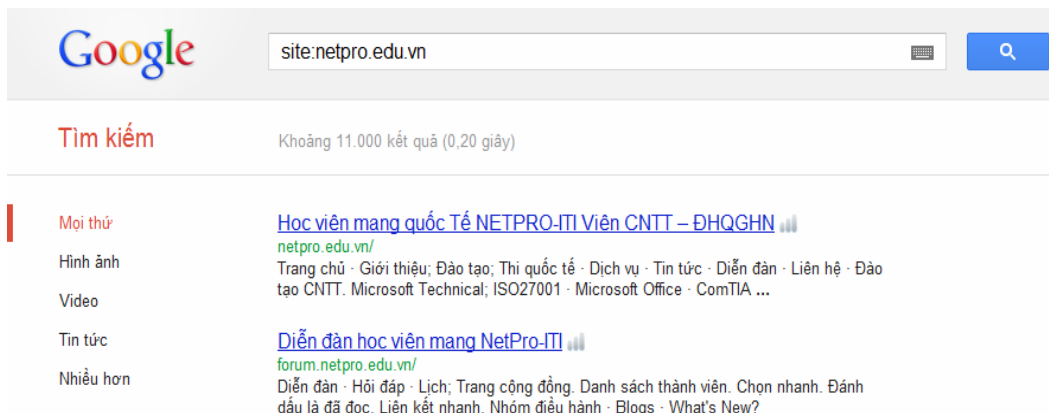 Google
site:netpro.edu.vn
Tìm kiếm
Khoảng 11.000 kết quả (0,20 giây)
Mọi thứ
Hình ảnh
Video
Tin tức
Nhiều hơn
Học viện mạng quốc Tế NETPRO-ITI Viện CNTT – ĐHQGHN
netpro.edu.vn/
Trang chủ · Giới thiệu; Đào tạo; Thi quốc tế · Dịch vụ · Tin tức · Diễn đàn · Liên hệ · Đào
tạo CNTT. Microsoft Technical; ISO27001 · Microsoft Office · ComTIA ...
Diễn đàn học viên mạng NetPro-ITI
forum.netpro.edu.vn/
Diễn đàn · Hỏi đáp · Lịch; Trang cộng đồng. Danh sách thành viên. Chọn nhanh. Đánh
dấu là đã đọc. Liên kết nhanh. Nhóm điều hành · Blogs · What's New?